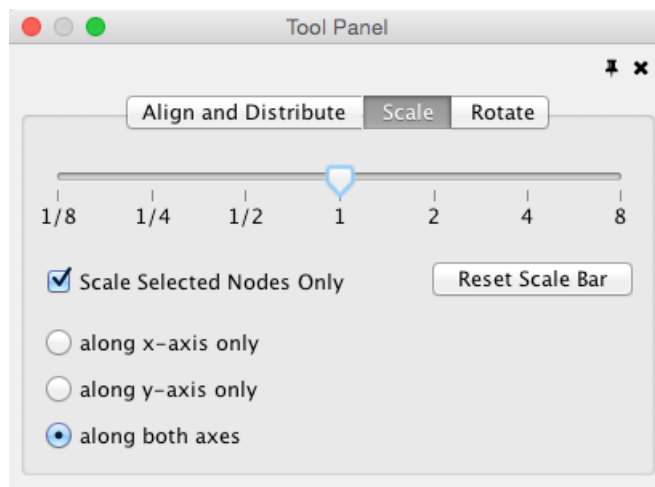 Tool Panel
Align and Distribute Scale Rotate
1/8 1/4 1/2 1 2 4 8
Scale Selected Nodes Only Reset Scale Bar
along x-axis only
along y-axis only
along both axes